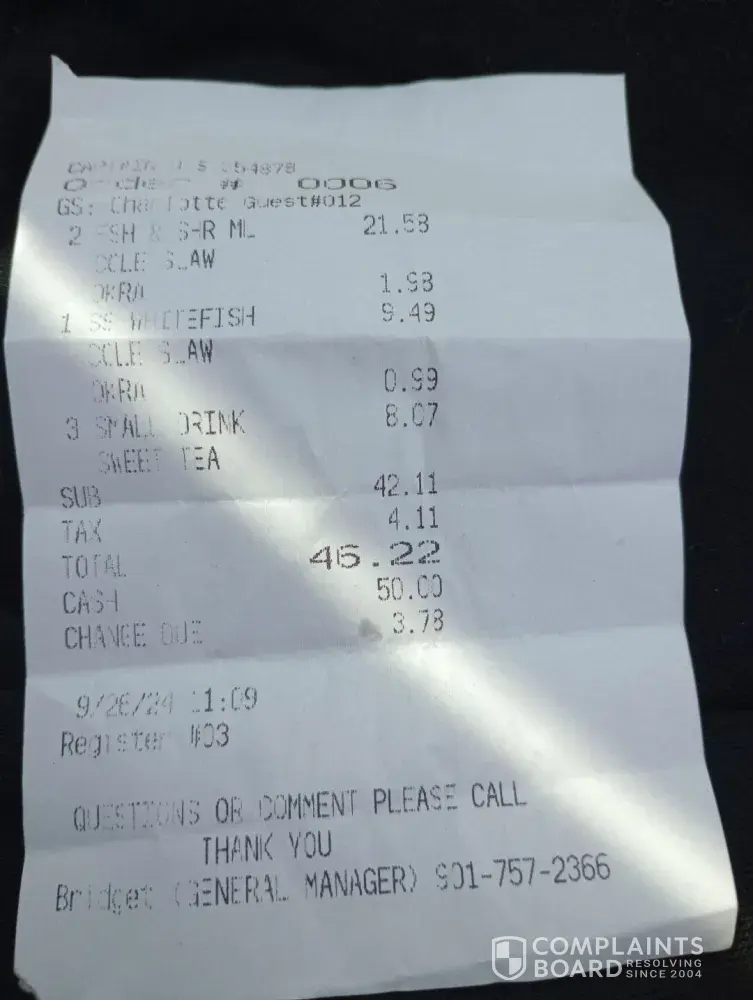 CAPTAIN D S
Order # 0006
GS: Charlotte Guest#012
2 FSH & SHR ML 21.58
COLE SLAW
OKRA 1.98
1 SS WHITEFISH 9.49
COLE SLAW
OKRA 0.99
3 SMALL DRINK 8.07
SWEET TEA
SUB 42.11
TAX 4.11
TOTAL 46.22
CASH 50.00
CHANGE DUE 3.78
9/26/24 11:09
Register #03
QUESTIONS OR COMMENT PLEASE CALL
THANK YOU
Bridget (GENERAL MANAGER) 901-757-2366
COMPLAINTS
BOARD RESOLVING SINCE 2004